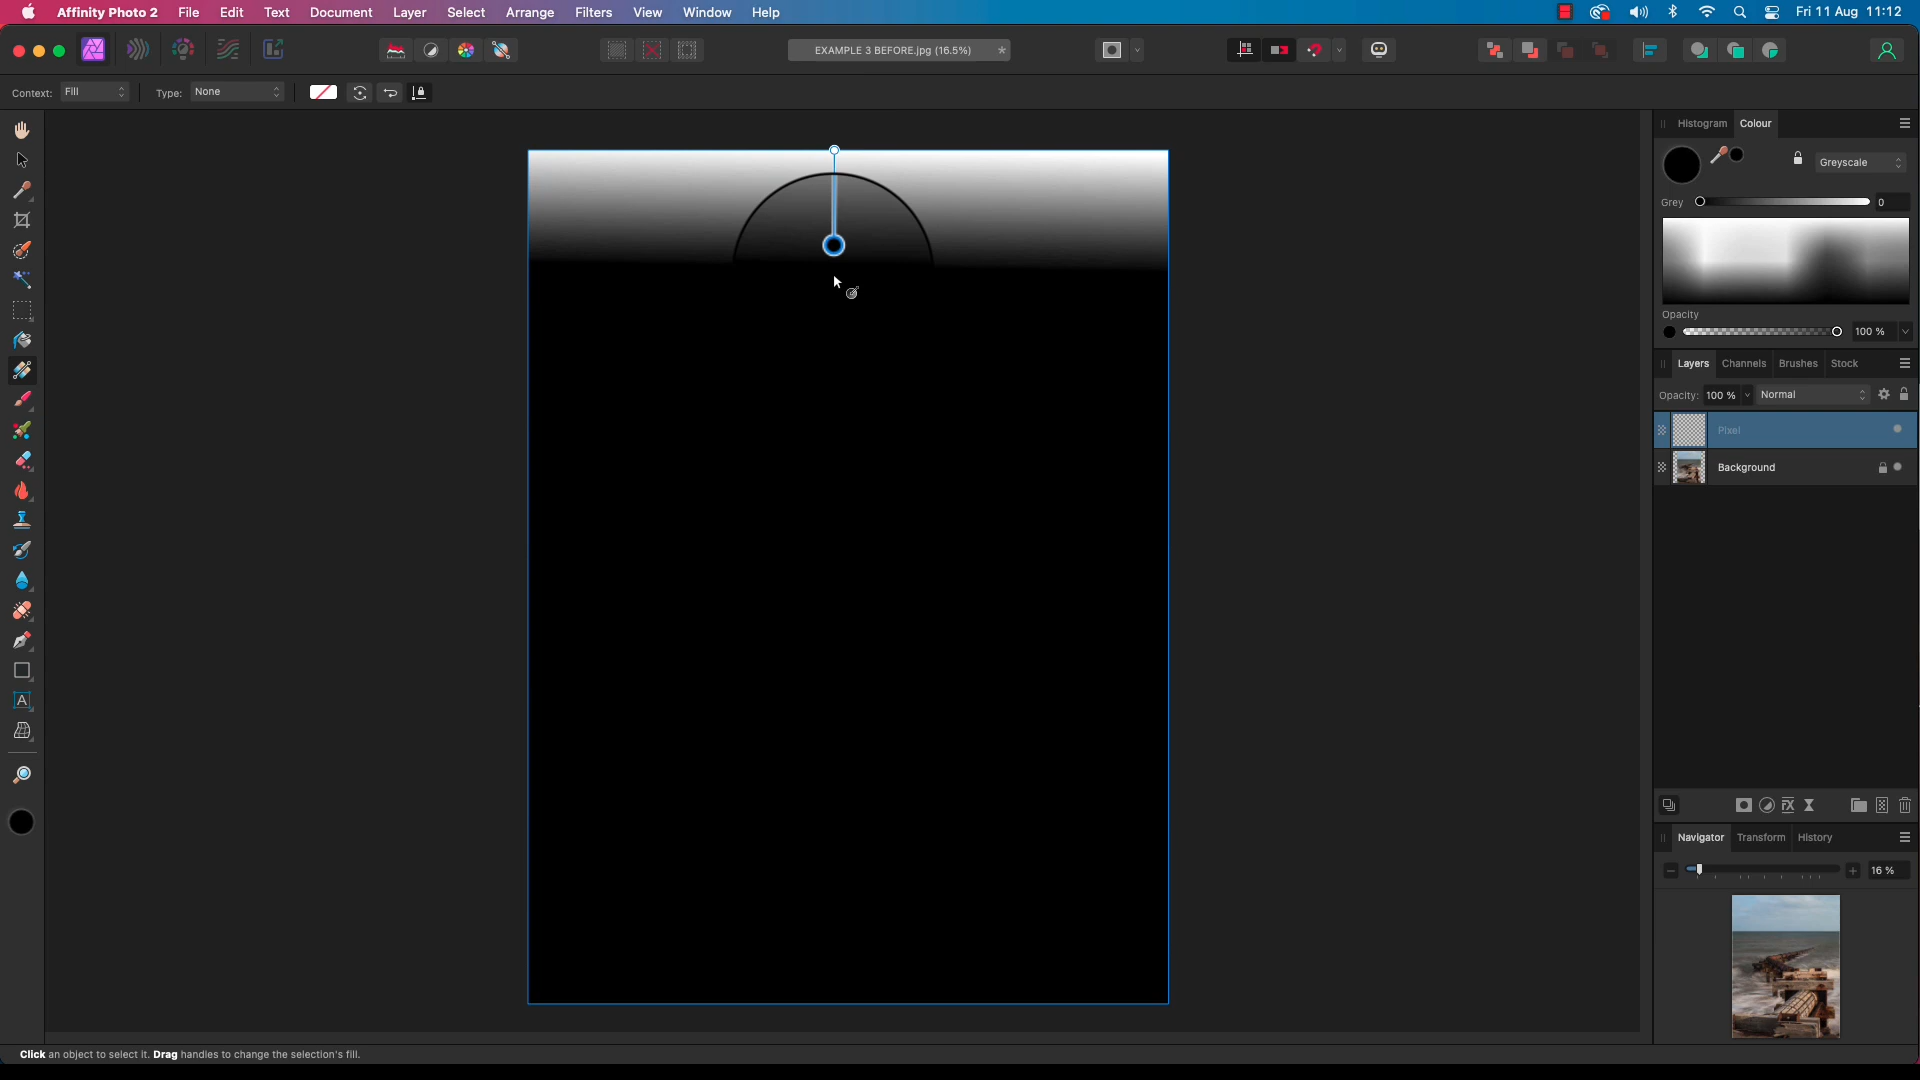 Affinity Photo 2 File Edit Text Document Layer Select Arrange Filters View Window Help Fri 11 Aug 11:12
EXAMPLE 3 BEFORE.jpg (16.5%) *
Context: Fill Type: None
Histogram Colour
Greyscale
Grey 0
Opacity
100 %
Layers Channels Brushes Stock
Opacity: 100 % Normal
Pixel
Background
Navigator Transform History
16 %
Click an object to select it. Drag handles to change the selection's fill.